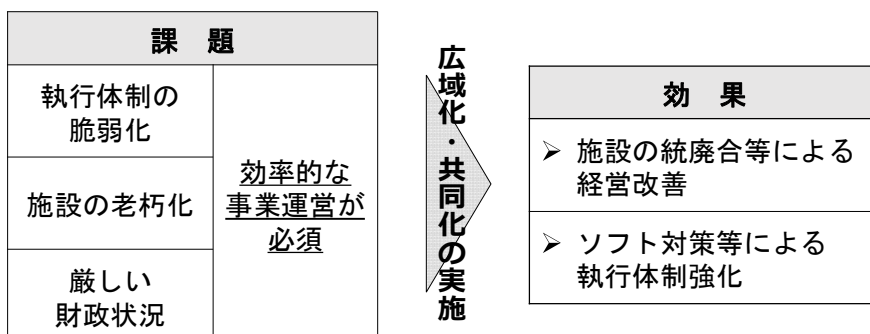 課 題
執行体制の
脆弱化
施設の老朽化
厳しい
財政状況
効率的な
事業運営が
必須
広域化・共同化の実施
効 果
➢ 施設の統廃合等による
経営改善
➢ ソフト対策等による
執行体制強化